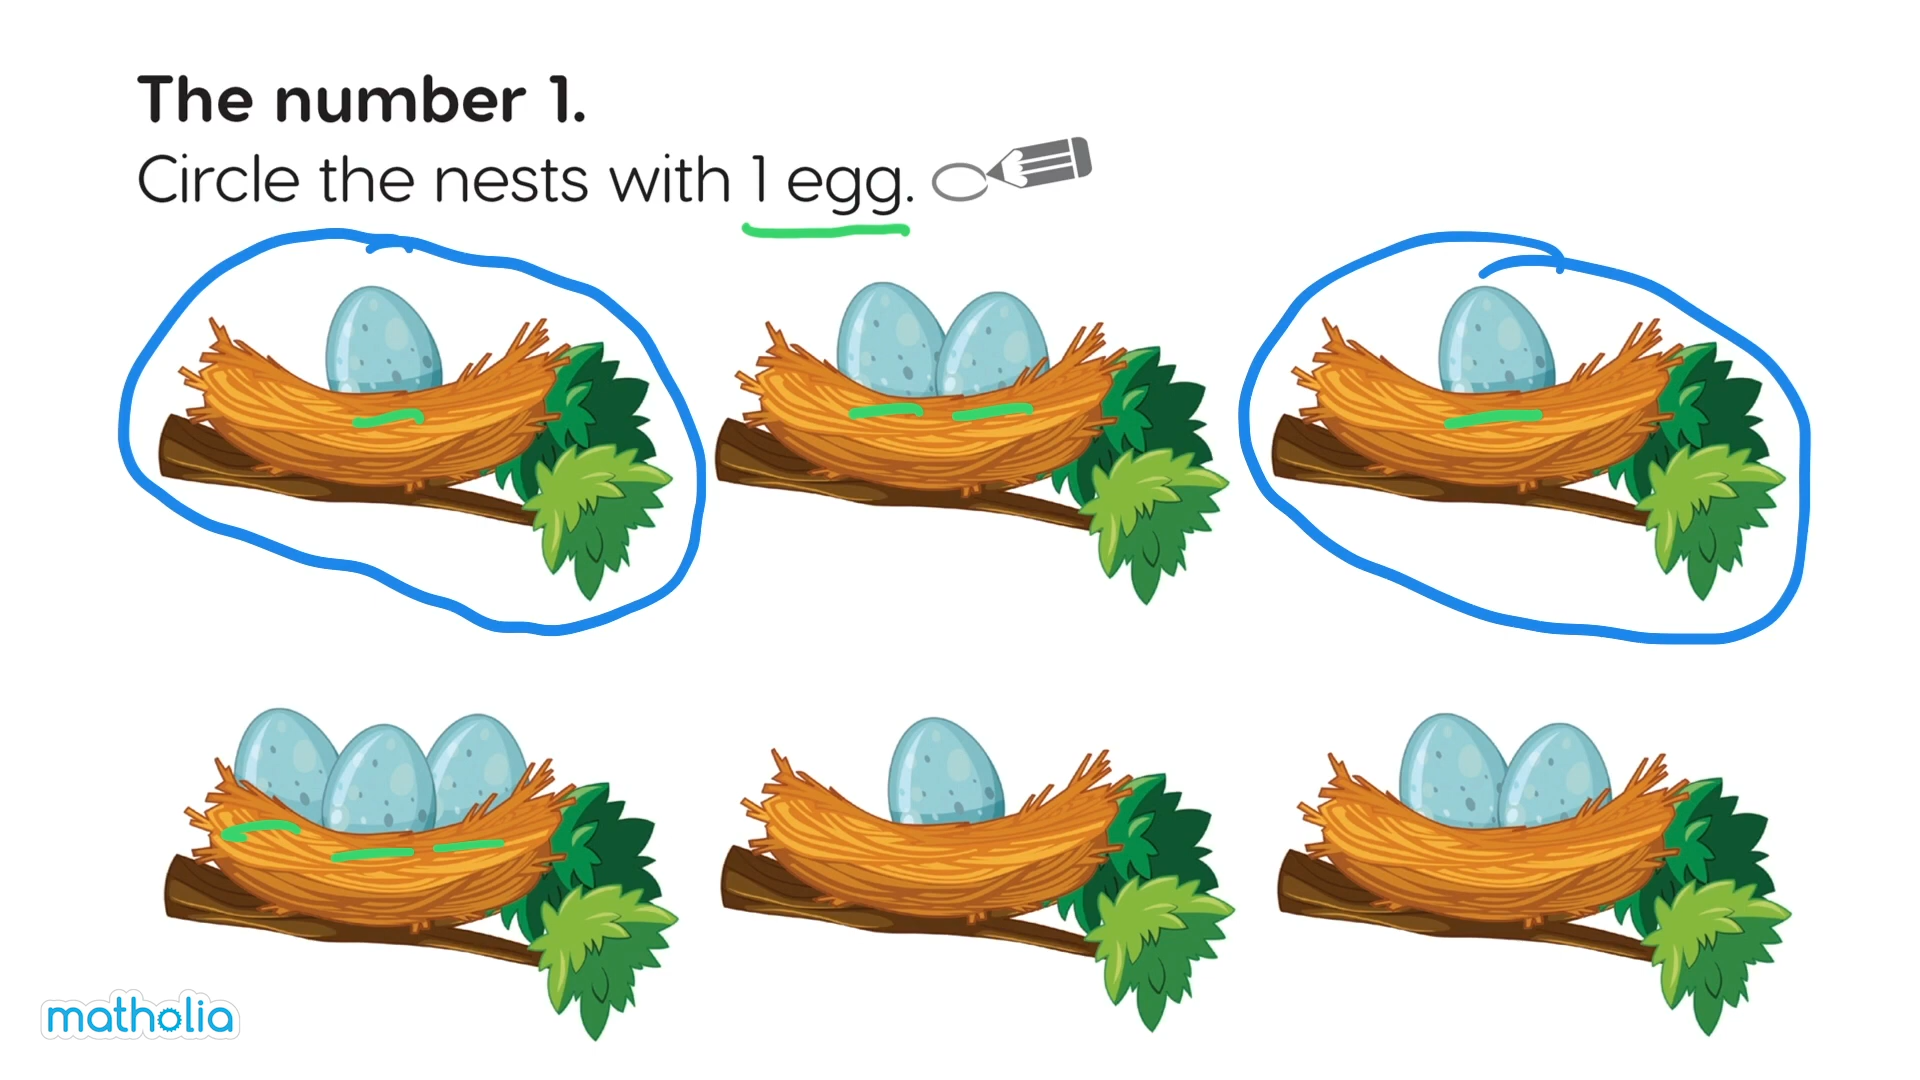 The number 1.
Circle the nests with 1 egg.
matholia